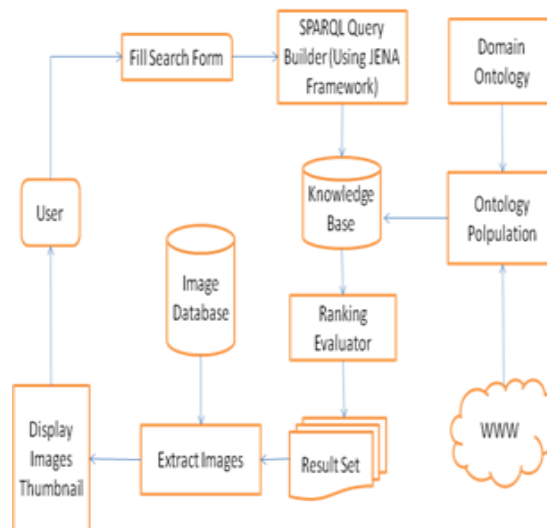 SPARQL Query
Builder(Using JENA
Framework)
Fill Search Form
Domain
Ontology
User
Knowledge
Base
Ontology
Polpulation
Image
Database
Ranking
Evaluator
Display
Images
Thumbnail
Extract Images
Result Set
WWW